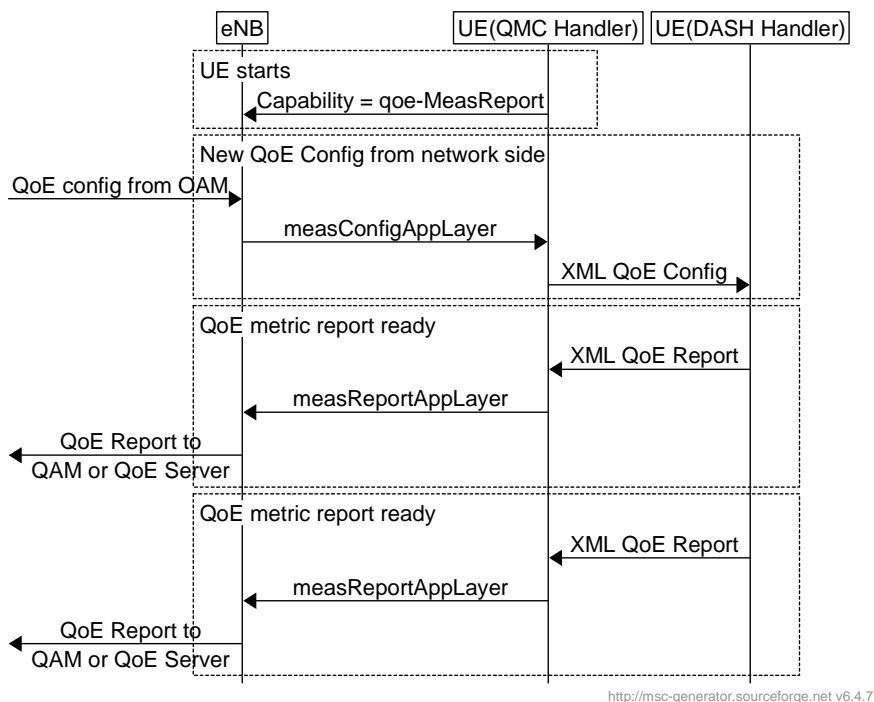 eNB
UE(QMC Handler)
UE(DASH Handler)
UE starts
Capability = qoe-MeasReport
New QoE Config from network side
QoE config from OAM
measConfigAppLayer
XML QoE Config
QoE metric report ready
XML QoE Report
measReportAppLayer
QoE Report to
QAM or QoE Server
QoE metric report ready
XML QoE Report
measReportAppLayer
QoE Report to
QAM or QoE Server
http://msc-generator.sourceforge.net v6.4.7